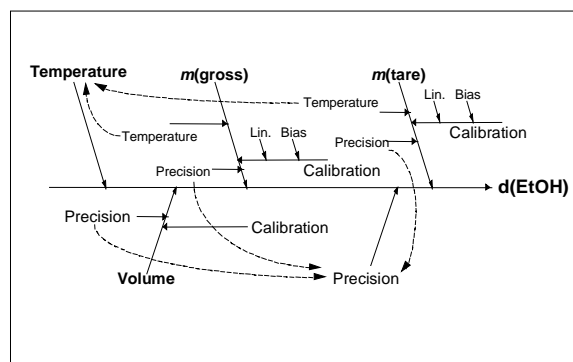 Temperature
m(gross)
m(tare)
Temperature
Lin. Bias
Temperature
Calibration
Precision
Lin. Bias
Precision
Calibration
d(EtOH)
Precision
Calibration
Volume
Precision